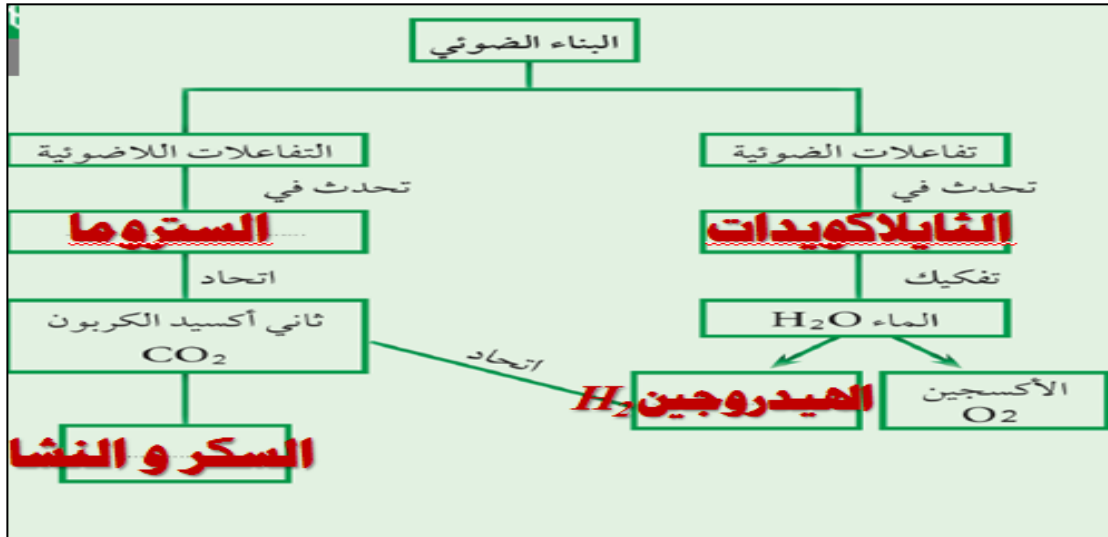 البناء الضوئي
تفاعلات الضوئية
التفاعلات اللاضوئية
تحدث في
تحدث في
الثايلاكويدات
الستروما
تفكيك
اتحاد
الماء H₂O
ثاني أكسيد الكربون
CO₂
اتحاد
الأكسجين
O2
الهيدروجين H₂
السكر و النشا